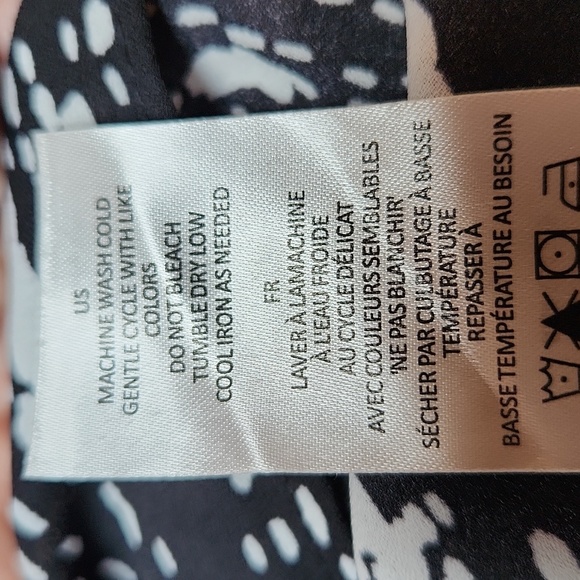 US
MACHINE WASH COLD
GENTLE CYCLE WITH LIKE
COLORS
DO NOT BLEACH
TUMBLE DRY LOW
COOL IRON AS NEEDED
FR
LAVER À LAMACHINE
À L'EAU FROIDE
AU CYCLE DÉLICAT
AVEC COULEURS SEMBLABLES
'NE PAS BLANCHIR'
SÉCHER PAR CULBUTAGE À BASSE
TEMPÉRATURE
REPASSER À
BASSE TEMPÉRATURE AU BESOIN